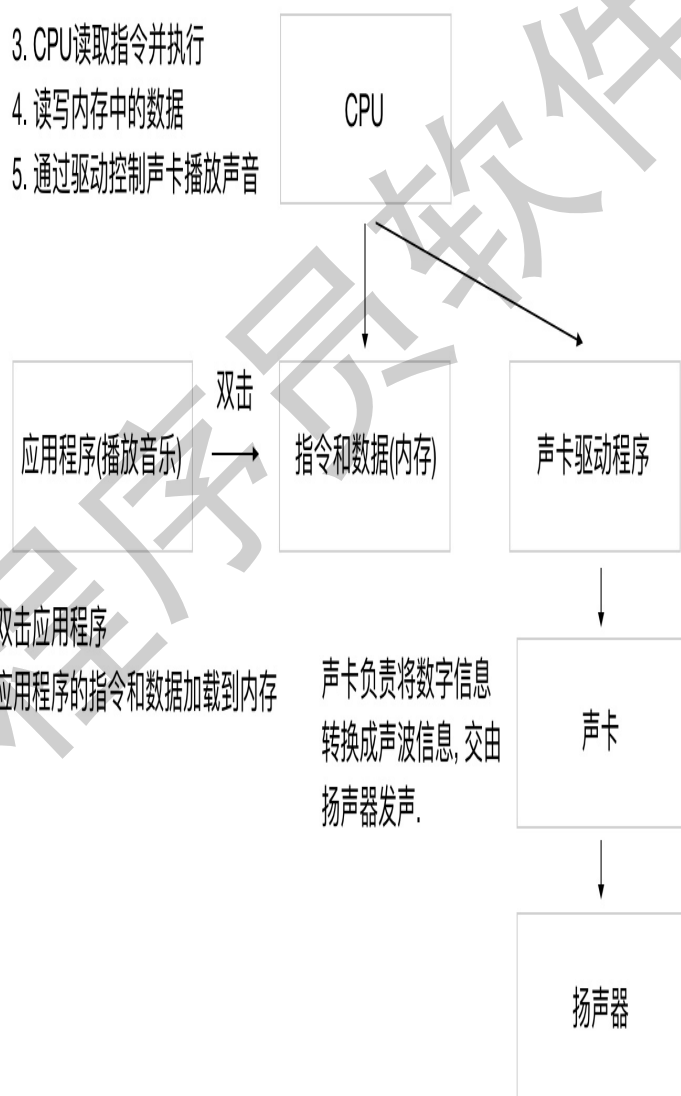 3. CPU读取指令并执行
4. 读写内存中的数据
5. 通过驱动控制声卡播放声音
CPU
双击
应用程序(播放音乐)
指令和数据(内存)
声卡驱动程序
双击应用程序
应用程序的指令和数据加载到内存
声卡负责将数字信息
转换成声波信息, 交由
扬声器发声.
声卡
扬声器
程序员软件